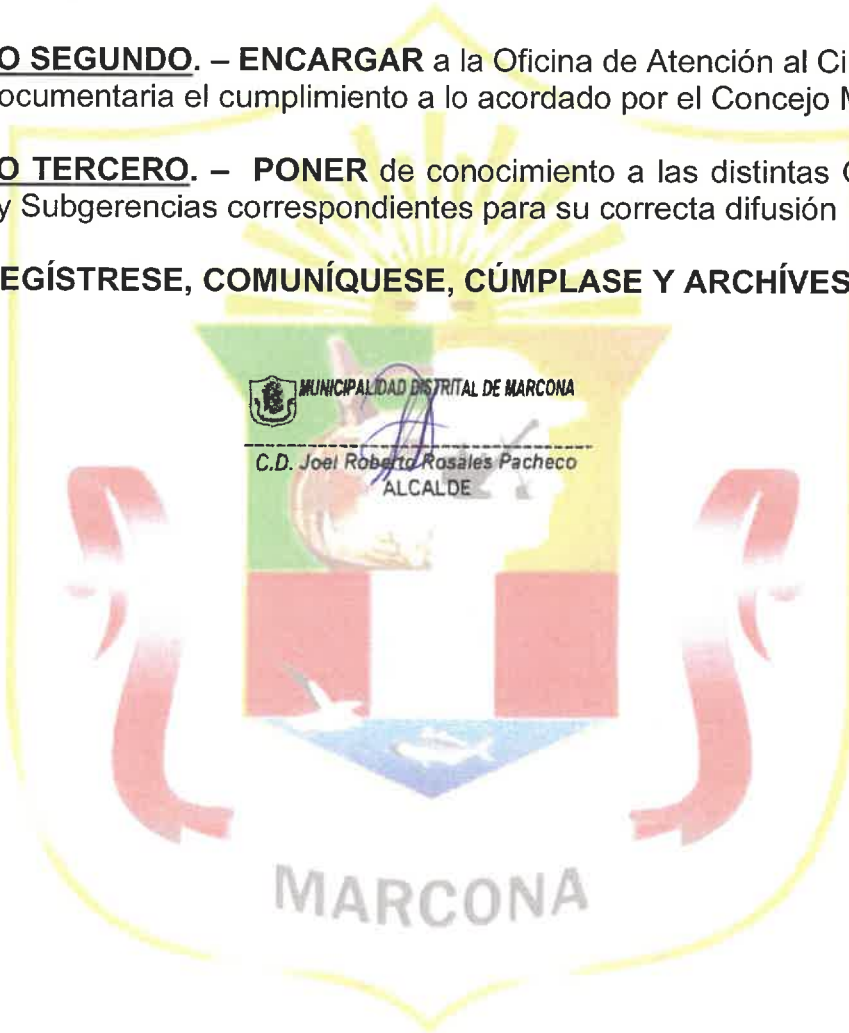 O SEGUNDO. – ENCARGAR a la Oficina de Atención al Ci
ocumentaria el cumplimiento a lo acordado por el Concejo M
O TERCERO. – PONER de conocimiento a las distintas
y Subgerencias correspondientes para su correcta difusión
EGÍSTRESE, COMUNÍQUESE, CÚMPLASE Y ARCHÍVES
MUNICIPALIDAD DISTRITAL DE MARCONA
C.D. Joel Roberto Rosales Pacheco
ALCALDE
MARCONA